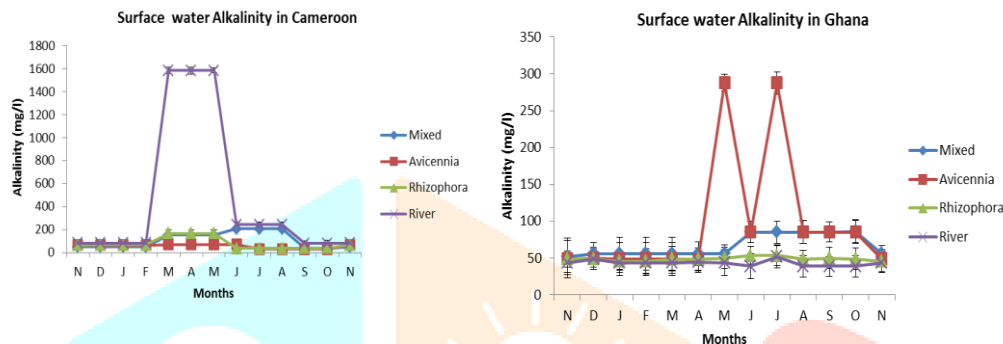 Surface water Alkalinity in Cameroon
1800
1600
1400
1200
1000
800
600
400
200
0
Alkalinity (mg/l)
N D J F M A M J J A S O N
Months
Mixed
Avicennia
Rhizophora
River
Surface water Alkalinity in Ghana
350
300
250
200
150
100
50
0
Alkalinity (mg/l)
N D J F M A M J J A S O N
Months
Mixed
Avicennia
Rhizophora
River